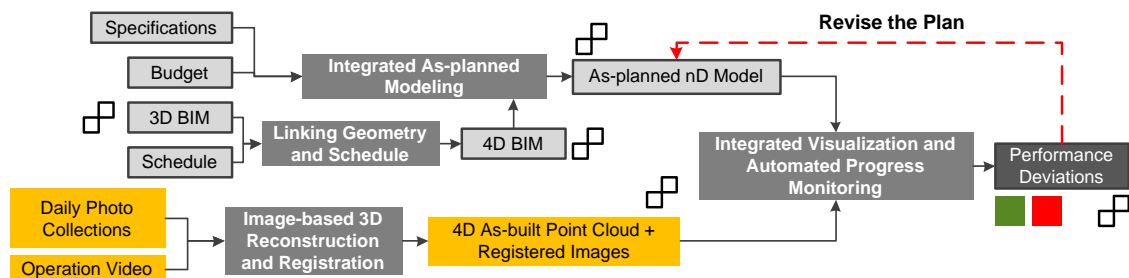 Revise the Plan
Specifications
Budget
3D BIM
Schedule
Integrated As-planned
Modeling
Linking Geometry
and Schedule
4D BIM
As-planned nD Model
Integrated Visualization and
Automated Progress
Monitoring
Performance
Deviations
Daily Photo
Collections
Operation Video
Image-based 3D
Reconstruction
and Registration
4D As-built Point Cloud +
Registered Images